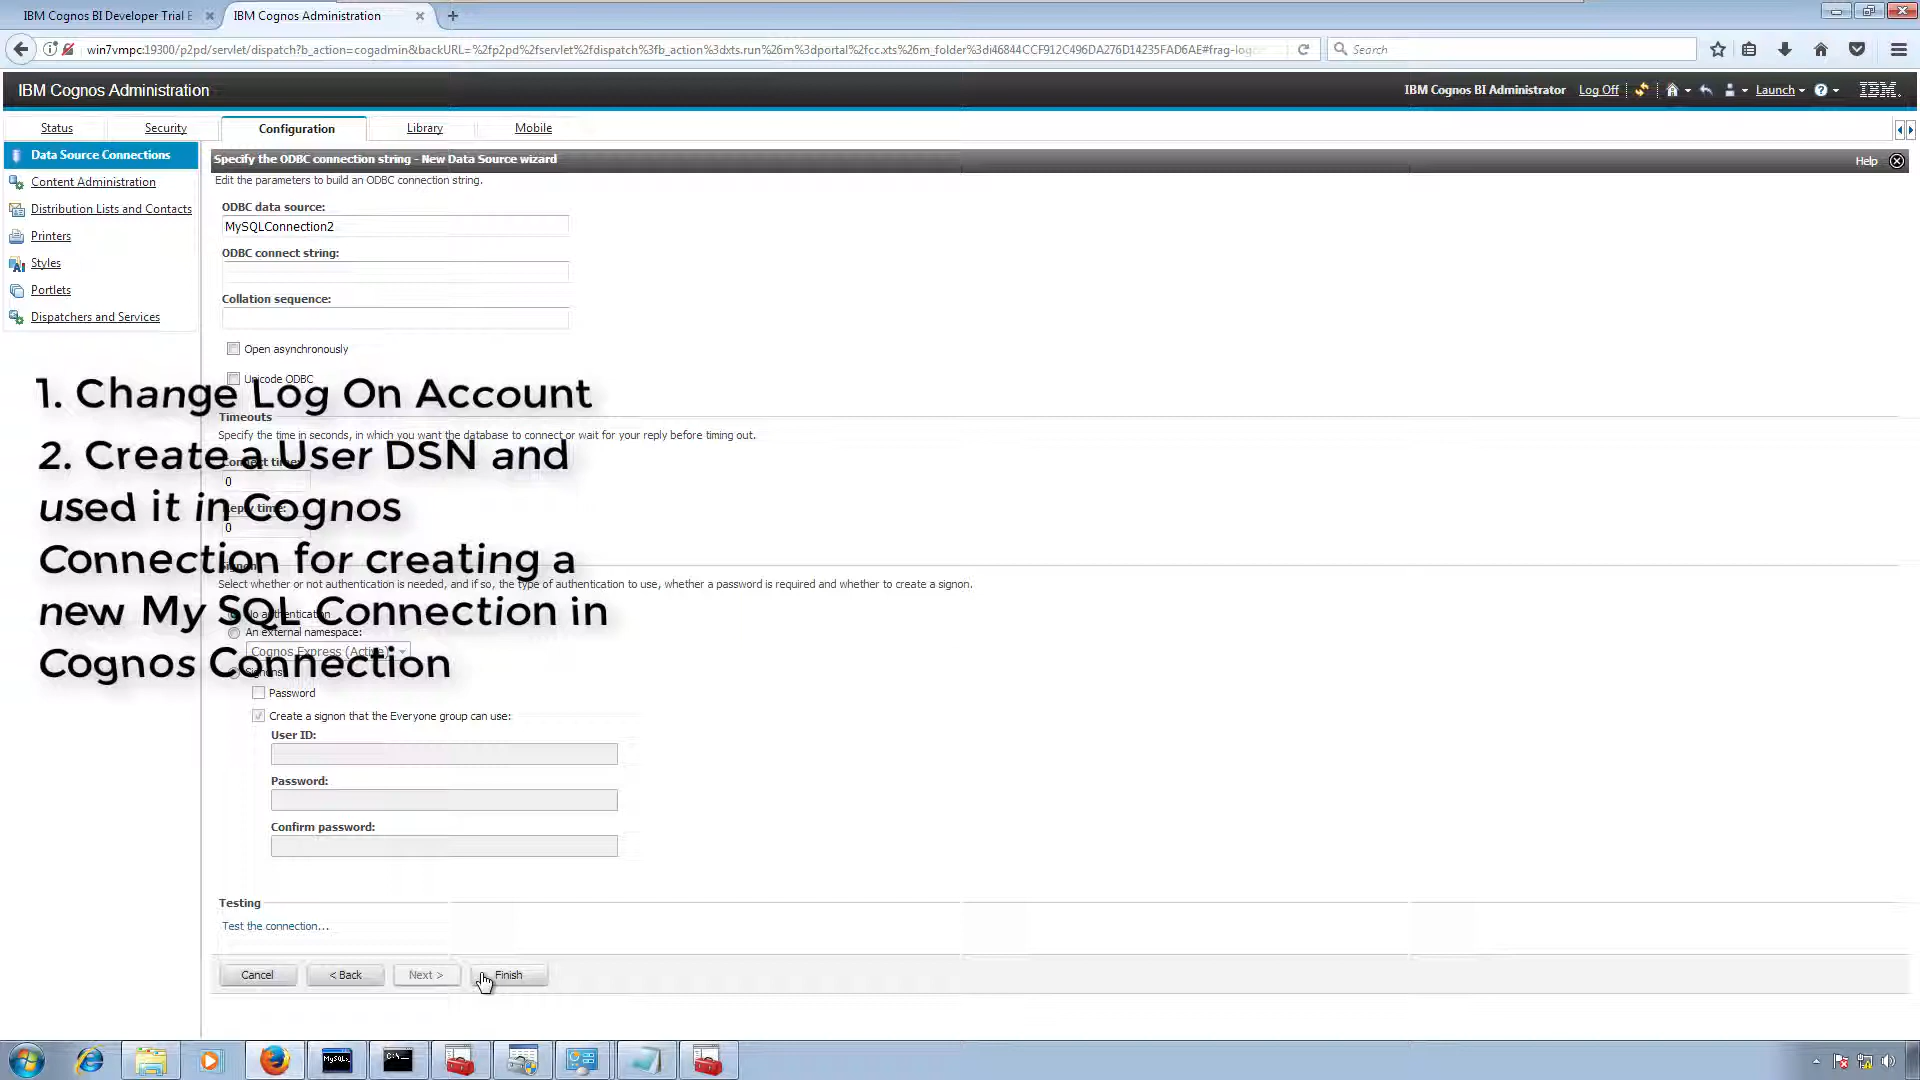 IBM Cognos BI Developer Trial E
IBM Cognos Administration
win7vmpc:19300/p2pd/servlet/dispatch?b_action=cogadmin&backURL=%2fp2pd%2fservlet%2fdispatch%3fb_action%3dxts.run%26m%3dportal%2fcc.xts%26m_folder%3di46844CCF912C496DA276D14235FAD6AE#frag-logo
Search
IBM Cognos Administration
IBM Cognos BI Administrator
Log Off
Launch
IBM.
Status
Security
Configuration
Library
Mobile
Data Source Connections
Content Administration
Distribution Lists and Contacts
Printers
Styles
Portlets
Dispatchers and Services
Specify the ODBC connection string - New Data Source wizard
Help
Edit the parameters to build an ODBC connection string.
ODBC data source:
MySQLConnection2
ODBC connect string:
Collation sequence:
Open asynchronously
Unicode ODBC
1. Change Log On Account
Timeouts
Specify the time in seconds, in which you want the database to connect or wait for your reply before timing out.
2. Create a User DSN and
Connect time:
0
used it in Cognos
Reply time:
0
Connection for creating a
Signon
Select whether or not authentication is needed, and if so, the type of authentication to use, whether a password is required and whether to create a signon.
new My SQL Connection in
No authentication
An external namespace:
Cognos Express (Active)
Cognos Connection
Signons
Password
Create a signon that the Everyone group can use:
User ID:
Password:
Confirm password:
Testing
Test the connection...
Cancel
< Back
Next >
Finish
MySQL
C:\